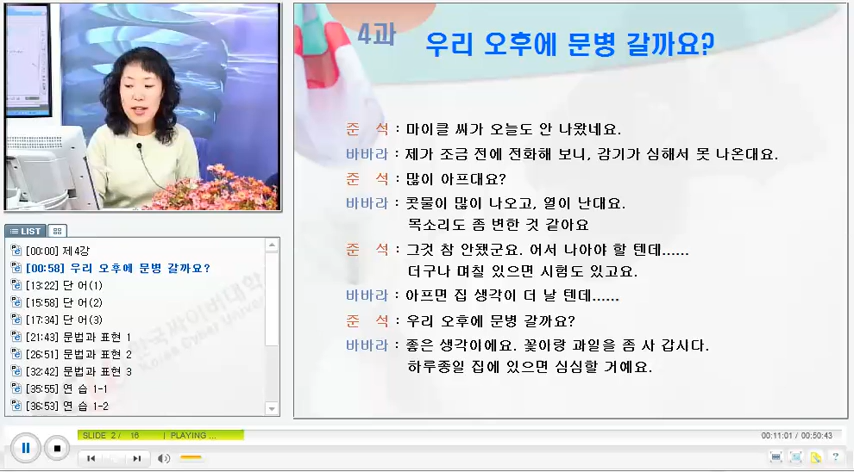 4과
우리 오후에 문병 갈까요?
준 석 : 마이클 씨가 오늘도 안 나왔네요.
바바라 : 제가 조금 전에 전화해 보니, 감기가 심해서 못 나온대요.
준 석 : 많이 아프대요?
바바라 : 콧물이 많이 나오고, 열이 난대요.
목소리도 좀 변한 것 같아요
준 석 : 그것 참 안됐군요. 어서 나아야 할 텐데......
더구나 며칠 있으면 시험도 있고요.
바바라 : 아프면 집 생각이 더 날 텐데......
준 석 : 우리 오후에 문병 갈까요?
바바라 : 좋은 생각이에요. 꽃이랑 과일을 좀 사 갑시다.
하루종일 집에 있으면 심심할 거예요.
LIST
[00:00] 제4강
[00:58] 우리 오후에 문병 갈까요?
[13:22] 단 어(1)
[15:58] 단 어(2)
[17:34] 단 어(3)
[21:43] 문법과 표현 1
[26:51] 문법과 표현 2
[32:42] 문법과 표현 3
[35:55] 연 습 1-1
[36:53] 연 습 1-2
한국싸이버대학
Korea Cyber Univer
SLIDE 2 / 16 | PLAYING ...
00:11:01 / 00:50:43